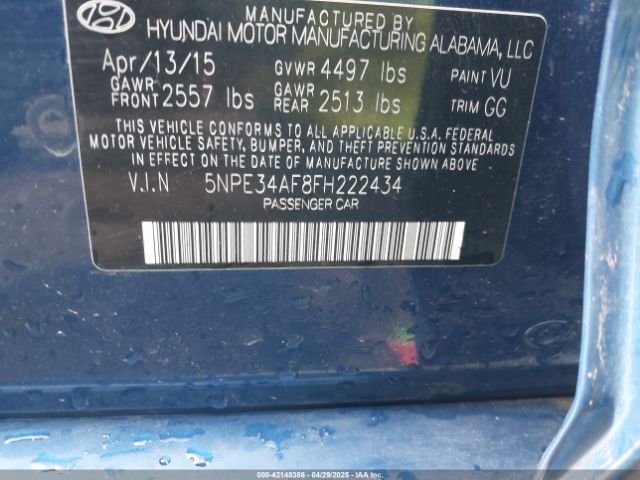 MANUFACTURED BY
HYUNDAI MOTOR MANUFACTURING ALABAMA, LLC
Apr/13/15 GVWR 4497 lbs PAINT VU
GAWR FRONT 2557 lbs GAWR REAR 2513 lbs TRIM GG
THIS VEHICLE CONFORMS TO ALL APPLICABLE U.S.A. FEDERAL
MOTOR VEHICLE SAFETY, BUMPER, AND THEFT PREVENTION STANDARDS
IN EFFECT ON THE DATE OF MANUFACTURE SHOWN ABOVE.
V.I.N 5NPE34AF8FH222434
PASSENGER CAR
000-42148386 04/29/2025 IAAI.COM